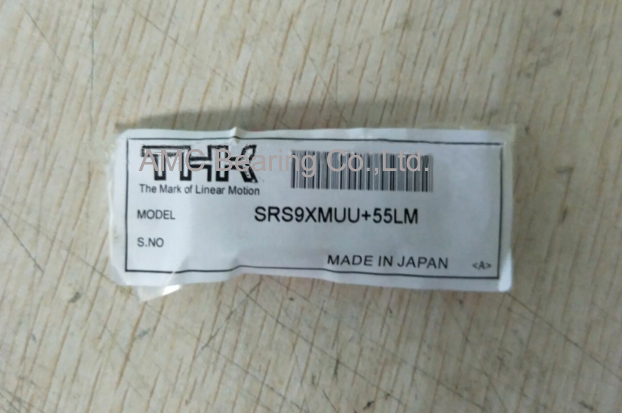 THK
AMC Bearing Co.,Ltd.
The Mark of Linear Motion
MODEL SRS9XMUU+55LM
S.NO
MADE IN JAPAN <A>